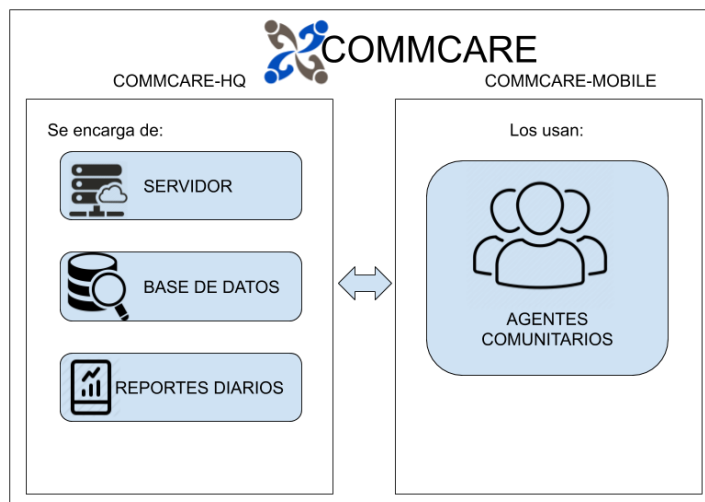 COMMCARE
COMMCARE-HQ
COMMCARE-MOBILE
Se encarga de:
SERVIDOR
BASE DE DATOS
REPORTES DIARIOS
Los usan:
AGENTES
COMUNITARIOS